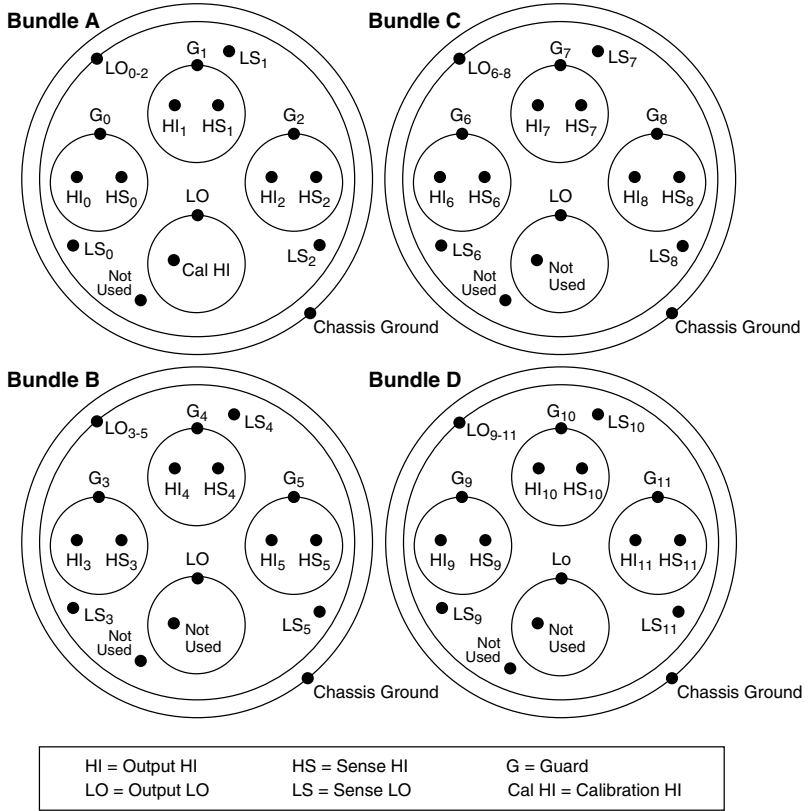 Bundle A
LO0-2
G1
LS1
HI1 HS1
G0
HI0 HS0
G2
HI2 HS2
LO
Cal HI
LS0
LS2
Not
Used
Chassis Ground
Bundle C
LO6-8
G7
LS7
HI7 HS7
G6
HI6 HS6
G8
HI8 HS8
LO
Not
Used
LS6
LS8
Not
Used
Chassis Ground
Bundle B
LO3-5
G4
LS4
HI4 HS4
G3
HI3 HS3
G5
HI5 HS5
LO
Not
Used
LS3
LS5
Not
Used
Chassis Ground
Bundle D
LO9-11
G10
LS10
HI10 HS10
G9
HI9 HS9
G11
HI11 HS11
Lo
Not
Used
LS9
LS11
Not
Used
Chassis Ground
HI = Output HI
HS = Sense HI
G = Guard
LO = Output LO
LS = Sense LO
Cal HI = Calibration HI